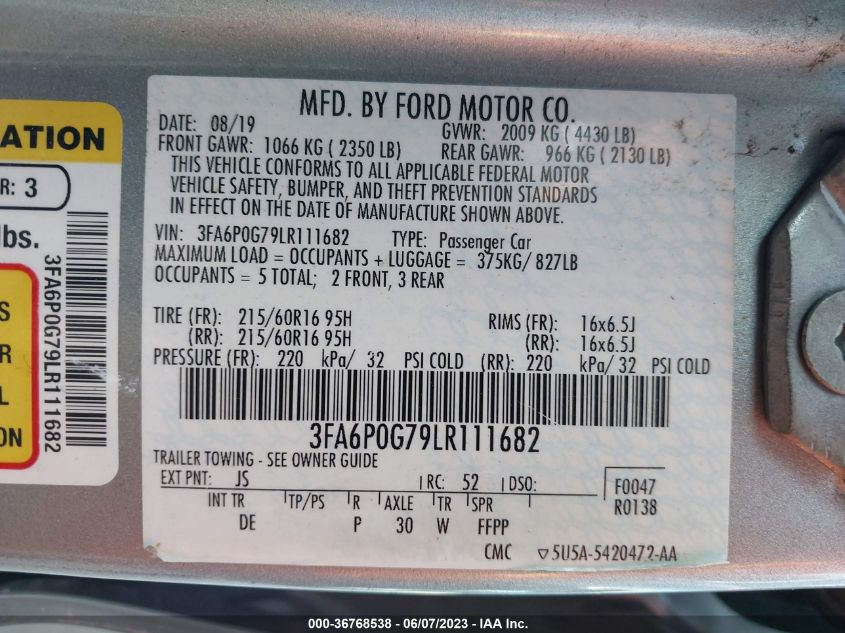 MFD. BY FORD MOTOR CO.
DATE: 08/19
GVWR: 2009 KG ( 4430 LB)
FRONT GAWR: 1066 KG ( 2350 LB)
REAR GAWR: 966 KG ( 2130 LB)
THIS VEHICLE CONFORMS TO ALL APPLICABLE FEDERAL MOTOR
VEHICLE SAFETY, BUMPER, AND THEFT PREVENTION STANDARDS
IN EFFECT ON THE DATE OF MANUFACTURE SHOWN ABOVE.
VIN: 3FA6P0G79LR111682 TYPE: Passenger Car
MAXIMUM LOAD = OCCUPANTS + LUGGAGE = 375KG/ 827LB
OCCUPANTS = 5 TOTAL; 2 FRONT, 3 REAR
TIRE (FR): 215/60R16 95H RIMS (FR): 16x6.5J
(RR): 215/60R16 95H (RR): 16x6.5J
PRESSURE (FR): 220 kPa/ 32 PSI COLD (RR): 220 kPa/ 32 PSI COLD
3FA6P0G79LR111682
TRAILER TOWING - SEE OWNER GUIDE
EXT PNT: JS RC: 52 DSO:
F0047
R0138
INT TR TP/PS R AXLE TR SPR
DE P 30 W FFPP
CMC ▽5U5A-5420472-AA
ATION
R: 3
lbs.
3FA6P0G79LR111682
S
R
L
ON
000-36768538 - 06/07/2023 - IAA Inc.